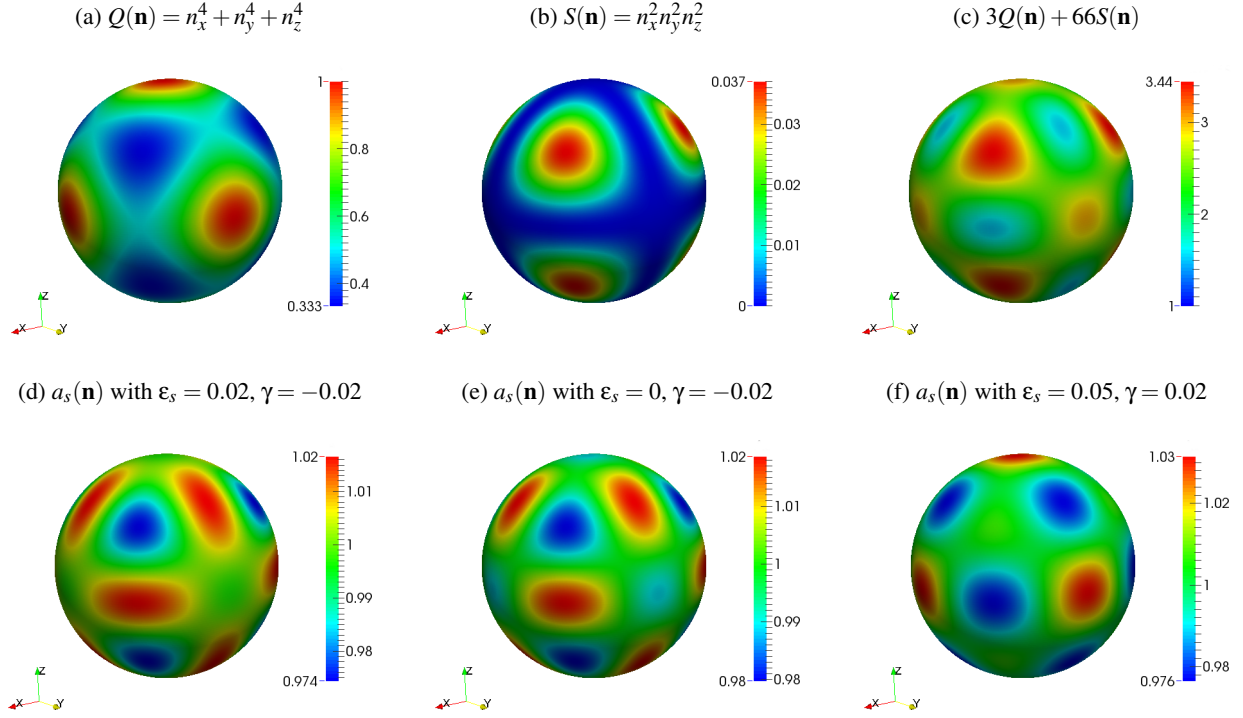 (a) Q(n) = n_x^4 + n_y^4 + n_z^4
(b) S(n) = n_x^2 n_y^2 n_z^2
(c) 3Q(n) + 66S(n)
1
0.8
0.6
0.4
0.333
Z
X
Y
0.037
0.03
0.02
0.01
0
Z
X
Y
3.44
3
2
1
Z
X
Y
(d) a_s(n) with ε_s = 0.02, γ = −0.02
(e) a_s(n) with ε_s = 0, γ = −0.02
(f) a_s(n) with ε_s = 0.05, γ = 0.02
1.02
1.01
1
0.99
0.98
0.974
Z
X
Y
1.02
1.01
1
0.99
0.98
Z
X
Y
1.03
1.02
1
0.98
0.976
Z
X
Y